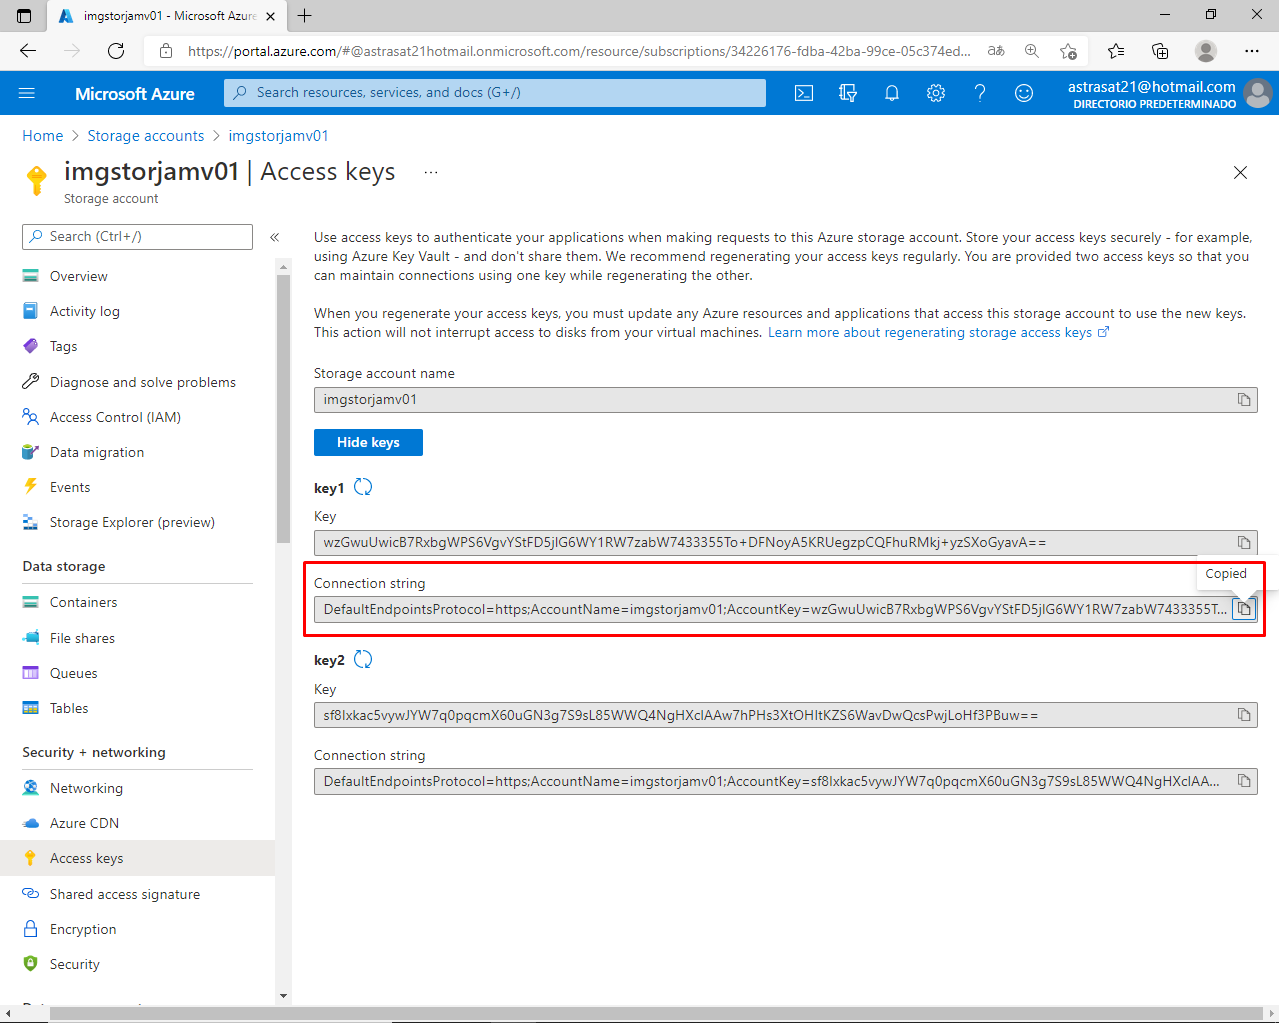 imgstorjamv01 - Microsoft Azure
https://portal.azure.com/#@astrasat21hotmail.onmicrosoft.com/resource/subscriptions/34226176-fdba-42ba-99ce-05c374ed...
Microsoft Azure
Search resources, services, and docs (G+/)
astrasat21@hotmail.com
DIRECTORIO PREDETERMINADO
Home > Storage accounts > imgstorjamv01
imgstorjamv01 | Access keys ...
Storage account
Search (Ctrl+/)
Overview
Activity log
Tags
Diagnose and solve problems
Access Control (IAM)
Data migration
Events
Storage Explorer (preview)
Data storage
Containers
File shares
Queues
Tables
Security + networking
Networking
Azure CDN
Access keys
Shared access signature
Encryption
Security
Use access keys to authenticate your applications when making requests to this Azure storage account. Store your access keys securely - for example,
using Azure Key Vault - and don't share them. We recommend regenerating your access keys regularly. You are provided two access keys so that you
can maintain connections using one key while regenerating the other.
When you regenerate your access keys, you must update any Azure resources and applications that access this storage account to use the new keys.
This action will not interrupt access to disks from your virtual machines. Learn more about regenerating storage access keys
Storage account name
imgstorjamv01
Hide keys
key1
Key
wzGwuUwicB7RxbgWPS6VgvYStFD5jlG6WY1RW7zabW7433355To+DFNoyA5KRUegzpCQFhuRMkj+yzSXoGyavA==
Connection string
Copied
DefaultEndpointsProtocol=https;AccountName=imgstorjamv01;AccountKey=wzGwuUwicB7RxbgWPS6VgvYStFD5jlG6WY1RW7zabW7433355T...
key2
Key
sf8lxkac5vywJYW7q0pqcmX60uGN3g7S9sL85WWQ4NgHXclAAw7hPHs3XtOHItKZS6WavDwQcsPwjLoHf3PBuw==
Connection string
DefaultEndpointsProtocol=https;AccountName=imgstorjamv01;AccountKey=sf8lxkac5vywJYW7q0pqcmX60uGN3g7S9sL85WWQ4NgHXclAA...